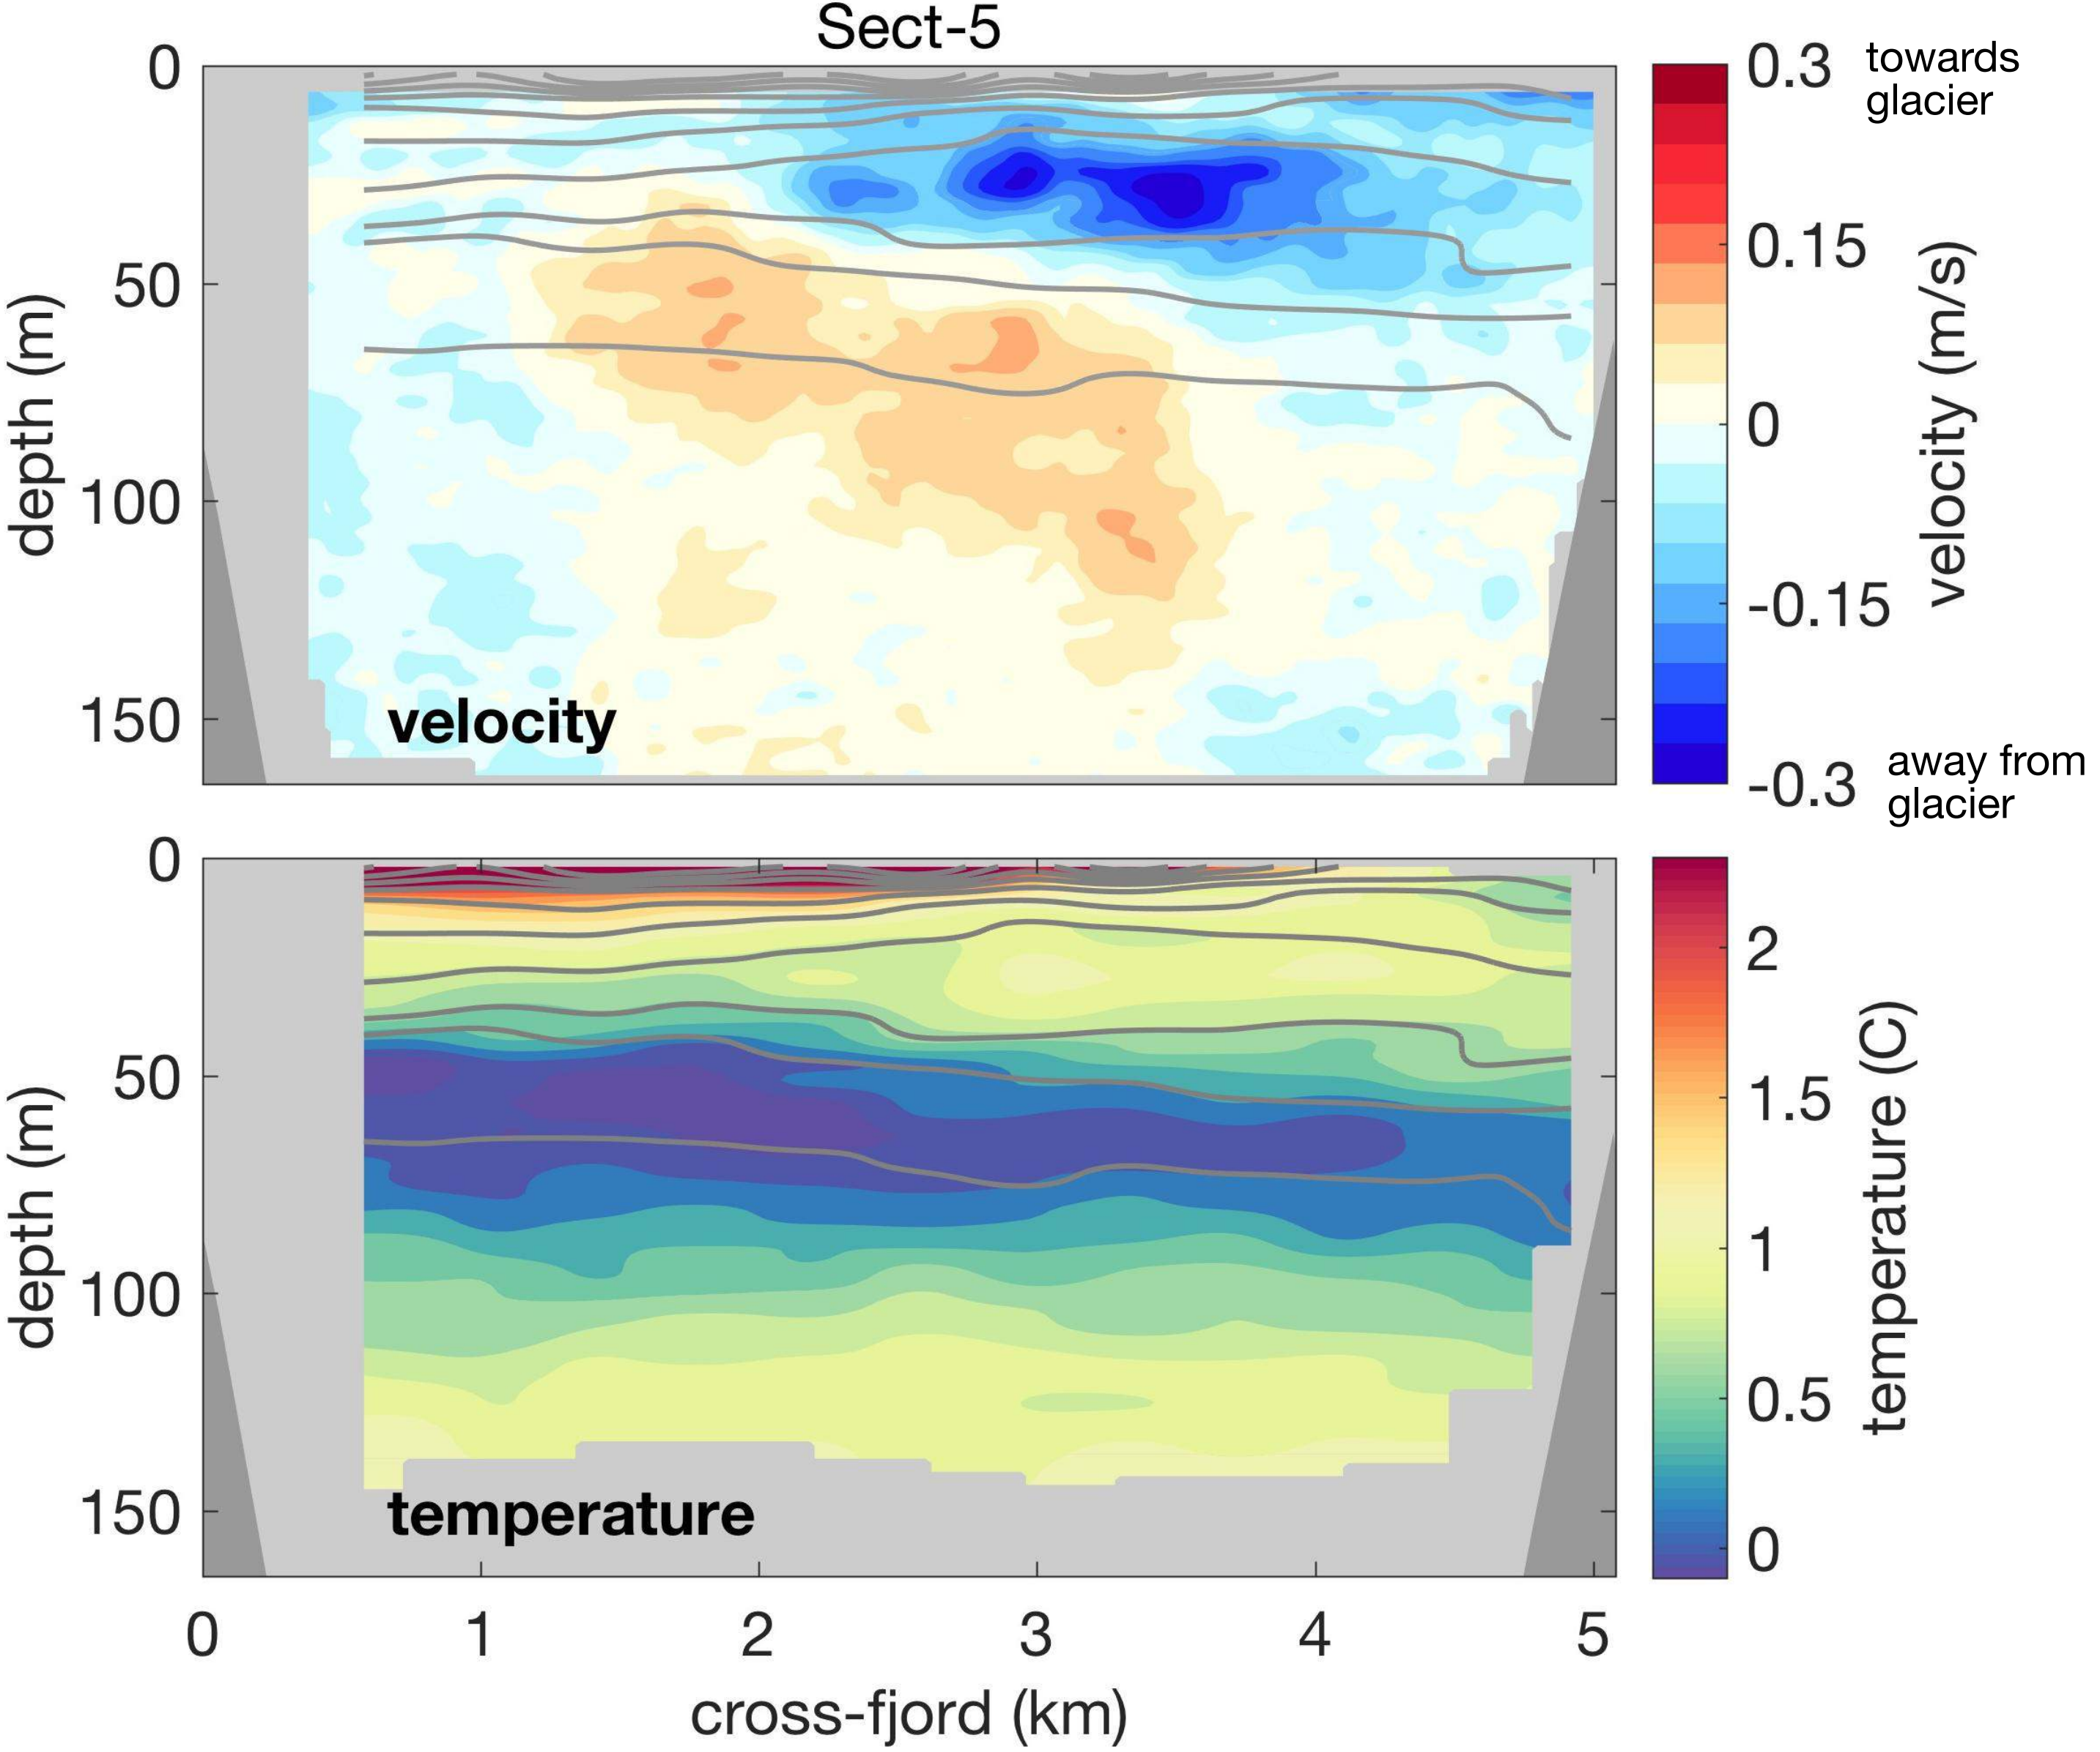 Sect-5
0
50
100
150
depth (m)
velocity
0.3
0.15
0
-0.15
-0.3
towards
glacier
away from
glacier
velocity (m/s)
0
50
100
150
depth (m)
temperature
2
1.5
1
0.5
0
temperature (C)
0 1 2 3 4 5
cross-fjord (km)